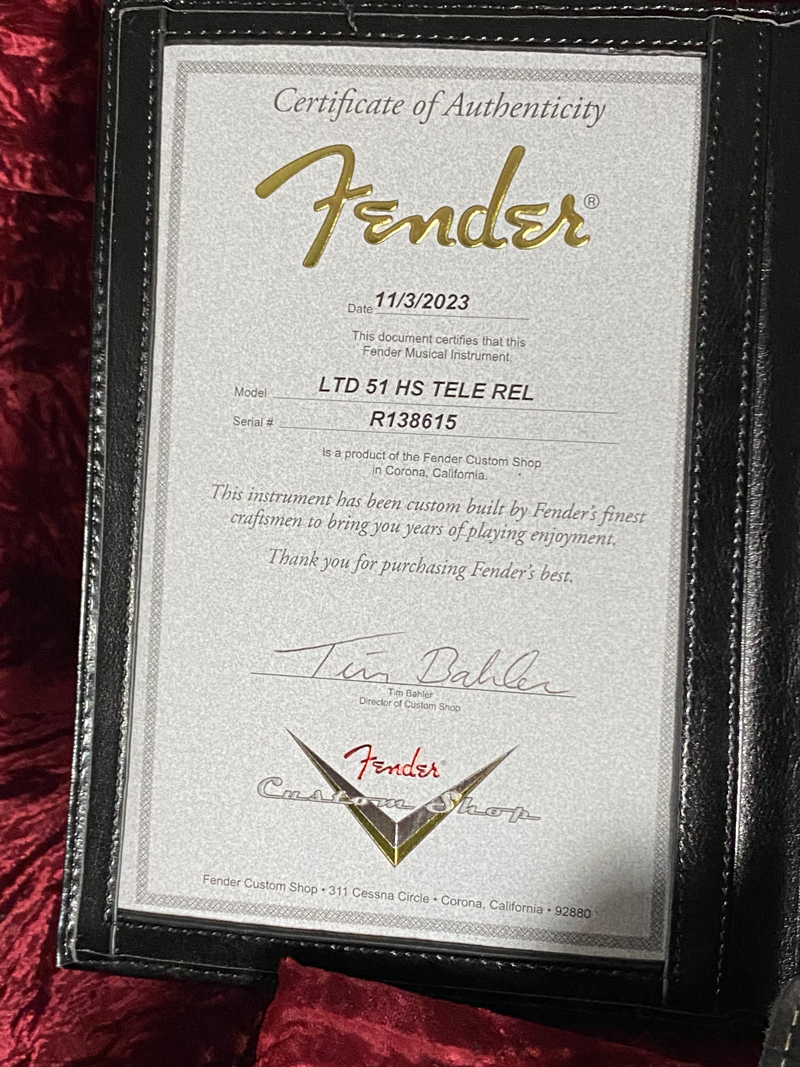 Certificate of Authenticity
Fender®
Date 11/3/2023
This document certifies that this
Fender Musical Instrument.
Model LTD 51 HS TELE REL
Serial # R138615
Is a product of the Fender Custom Shop
in Corona, California.
This instrument has been custom built by Fender's finest
craftsmen to bring you years of playing enjoyment.
Thank you for purchasing Fender's best.
Tim Bahler
Tim Bahler
Director of Custom Shop
Fender
Custom Shop
Fender Custom Shop • 311 Cessna Circle • Corona, California • 92880